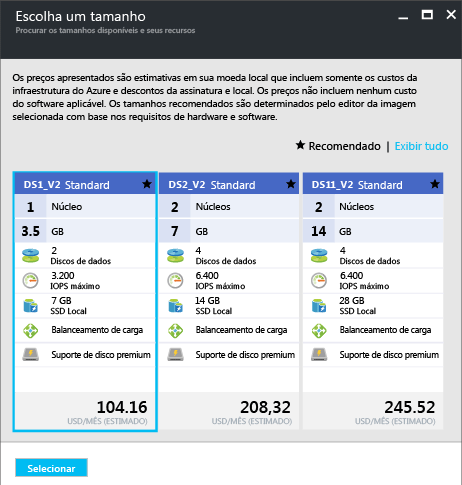 Escolha um tamanho
Procurar os tamanhos disponíveis e seus recursos
Os preços apresentados são estimativas em sua moeda local que incluem somente os custos da
infraestrutura do Azure e descontos da assinatura e local. Os preços não incluem nenhum custo
do software aplicável. Os tamanhos recomendados são determinados pelo editor da imagem
selecionada com base nos requisitos de hardware e software.
★ Recomendado | Exibir tudo
DS1_V2 Standard ★
1 Núcleo
3.5 GB
2
Discos de dados
3.200
IOPS máximo
7 GB
SSD Local
Balanceamento de carga
Suporte de disco premium
104.16
USD/MÊS (ESTIMADO)
DS2_V2 Standard ★
2 Núcleos
7 GB
4
Discos de dados
6.400
IOPS máximo
14 GB
SSD Local
Balanceamento de carga
Suporte de disco premium
208,32
USD/MÊS (ESTIMADO)
DS11_V2 Standard ★
2 Núcleos
14 GB
4
Discos de dados
6.400
IOPS máximo
28 GB
SSD Local
Balanceamento de carga
Suporte de disco premium
245.52
USD/MÊS (ESTIMADO)
Selecionar